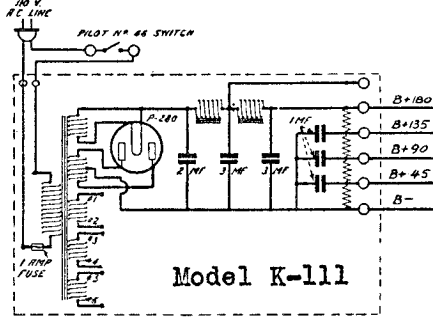 110 V.
AC LINE
PILOT Nº 46 SWITCH
P-280
2 MF
3 MF
3 MF
1 MF
B+180
B+135
B+90
B+45
B-
#1
#2
#3
#4
#5
#6
1 AMP
FUSE
Model K-111